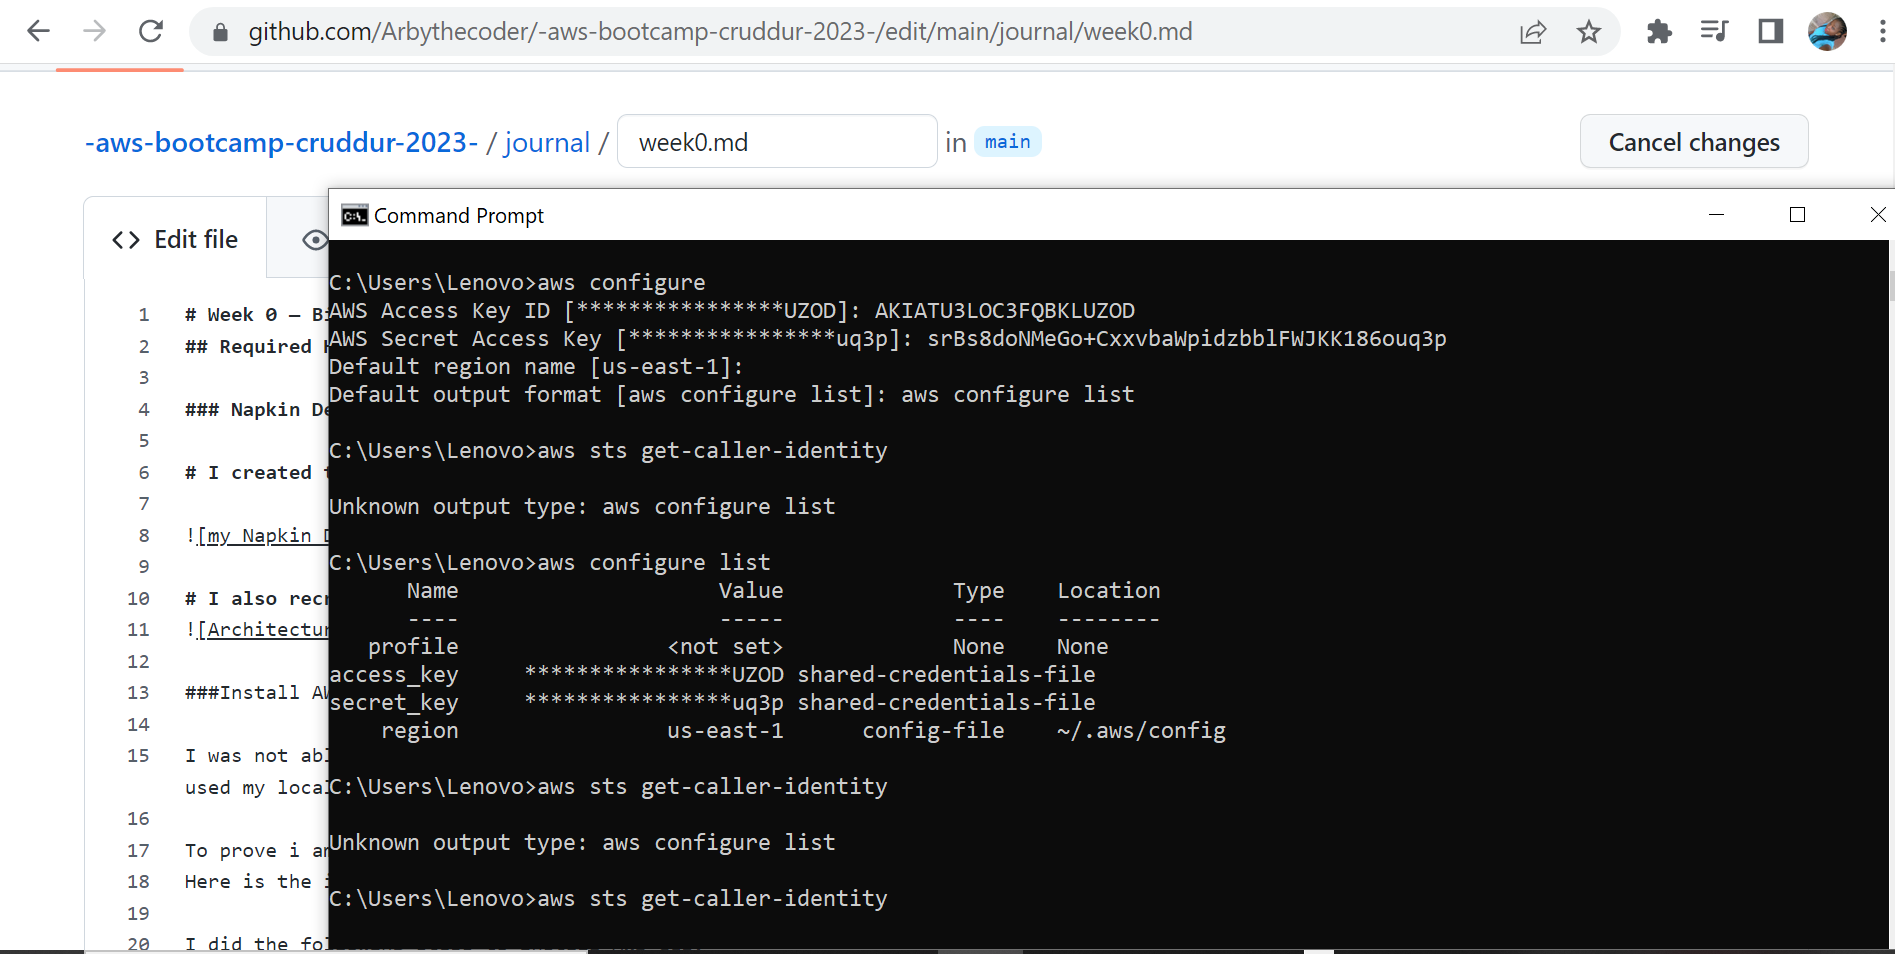 github.com/Arbythecoder/-aws-bootcamp-cruddur-2023-/edit/main/journal/week0.md
-aws-bootcamp-cruddur-2023- / journal / week0.md in main
Cancel changes
Edit file
1 # Week 0 — Bi
2 ## Required
3
4 ### Napkin De
5
6 # I created
7
8 ![my Napkin
9
10 # I also recr
11 ![Architectur
12
13 ###Install AW
14
15 I was not abl
used my local
16
17 To prove i am
18 Here is the i
19
20 I did the
Command Prompt
C:\Users\Lenovo>aws configure
AWS Access Key ID [****************UZOD]: AKIATU3LOC3FQBKLUZOD
AWS Secret Access Key [****************uq3p]: 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
Default region name [us-east-1]:
Default output format [aws configure list]: aws configure list
C:\Users\Lenovo>aws sts get-caller-identity
Unknown output type: aws configure list
C:\Users\Lenovo>aws configure list
Name Value Type Location
---- ----- ---- --------
profile <not set> None None
access_key ****************UZOD shared-credentials-file
secret_key ****************uq3p shared-credentials-file
region us-east-1 config-file ~/.aws/config
C:\Users\Lenovo>aws sts get-caller-identity
Unknown output type: aws configure list
C:\Users\Lenovo>aws sts get-caller-identity